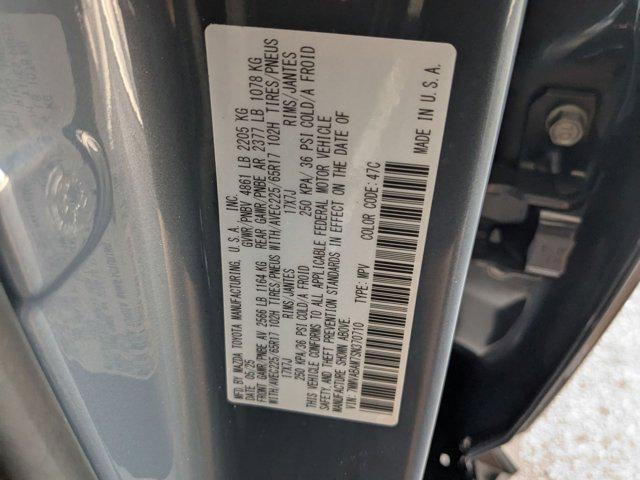 MFD. BY MAZDA TOYOTA MANUFACTURING, U.S.A., INC.
DATE: 05/25 GVWR/PNBV 4861 LB 2205 KG
FRONT GAWR/PNBE AV 2566 LB 1164 KG REAR GAWR/PNBE AR 2377 LB 1078 KG
WITH/AVEC225/65R17 102H TIRES/PNEUS WITH/AVEC225/65R17 102H TIRES/PNEUS
17X7J RIMS/JANTES 17X7J RIMS/JANTES
250 KPA/36 PSI COLD/A FROID 250 KPA/36 PSI COLD/A FROID
THIS VEHICLE CONFORMS TO ALL APPLICABLE FEDERAL MOTOR VEHICLE
SAFETY, AND THEFT PREVENTION STANDARDS IN EFFECT ON THE DATE OF
MANUFACTURE SHOWN ABOVE.
VIN: 7MMVABAM7SN370710
TYPE: MPV COLOR CODE: 47C
MADE IN U.S.A.